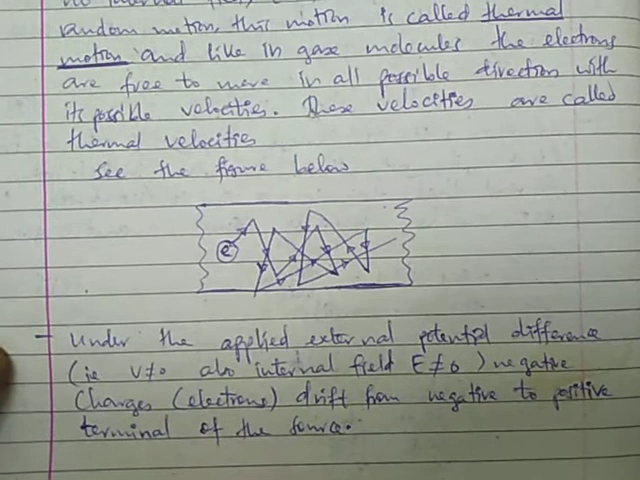 no internal field,
random motion, this motion is called thermal
motion and like in gase molecules the electrons
are free to move in all possible direction with
its possible velocities. These velocities are called
thermal velocities
see the figure below
e
- Under the applied external potential difference
(ie V≠0 also internal field E≠0) negative
Charges (electrons) drift from negative to positive
terminal of the source.